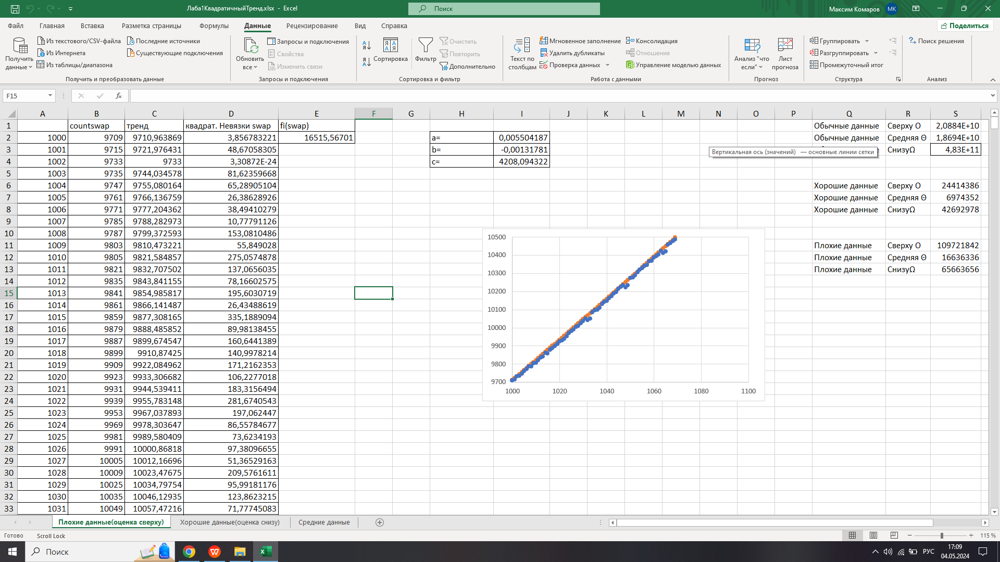 Лаба1КвадратичныйТренд.xlsx - Excel
Поиск
Максим Комаров
МК
Файл
Главная
Вставка
Разметка страницы
Формулы
Данные
Рецензирование
Вид
Справка
Поделиться
Получить данные
Из текстового/CSV-файла
Из Интернета
Из таблицы/диапазона
Последние источники
Существующие подключения
Получить и преобразовать данные
Обновить все
Запросы и подключения
Свойства
Изменить связи
Запросы и подключения
Сортировка
Фильтр
Очистить
Повторить
Дополнительно
Сортировка и фильтр
Текст по столбцам
Мгновенное заполнение
Удалить дубликаты
Проверка данных
Консолидация
Отношения
Управление моделью данных
Работа с данными
Анализ "что если"
Лист прогноза
Прогноз
Группировать
Разгруппировать
Промежуточный итог
Структура
Поиск решения
Анализ
F15
fx
A B C D E F G H I J K L M N O P Q R S
1 countswap тренд квадрат. Невязки swap fi(swap) Обычные данные Сверху O 2,0884E+10
2 1000 9709 9710,963869 3,856783221 16515,56701 a= 0,005504187 Обычные данные Средняя Θ 1,8694E+10
3 1001 9715 9721,976431 48,67058305 b= -0,00131781 Вертикальная ось (значений) — основные линии сетки СнизуΩ 4,83E+11
4 1002 9733 9733 3,30872E-24 c= 4208,094322
5 1003 9735 9744,034578 81,62359668
6 1004 9747 9755,080164 65,28905104 Хорошие данные Сверху O 24414386
7 1005 9761 9766,136759 26,38628926 Хорошие данные Средняя Θ 6974352
8 1006 9771 9777,204362 38,49410279 Хорошие данные СнизуΩ 42692978
9 1007 9785 9788,282973 10,77791126
10 1008 9787 9799,372593 153,0810486
11 1009 9803 9810,473221 55,849028 Плохие данные Сверху O 109721842
12 1010 9805 9821,584857 275,0574878 Плохие данные Средняя Θ 16636336
13 1011 9821 9832,707502 137,0656035 Плохие данные СнизуΩ 65663656
14 1012 9835 9843,841155 78,16602575
15 1013 9841 9854,985817 195,6030719
16 1014 9861 9866,141487 26,43488619
17 1015 9859 9877,308165 335,1889094
18 1016 9879 9888,485852 89,98138455
19 1017 9887 9899,674547 160,6441389
20 1018 9899 9910,87425 140,9978214
21 1019 9909 9922,084962 171,2162353
22 1020 9923 9933,306682 106,2277018
23 1021 9931 9944,539411 183,3156494
24 1022 9939 9955,783148 281,6740543
25 1023 9953 9967,037893 197,062447
26 1024 9969 9978,303647 86,55784677
27 1025 9981 9989,580409 73,6234193
28 1026 9991 10000,86818 97,38096655
29 1027 10005 10012,16696 51,36529163
30 1028 10009 10023,47675 209,5761611
31 1029 10025 10034,79754 95,99181176
32 1030 10035 10046,12935 123,8623215
33 1031 10049 10057,47216 71,77745083
10500
10400
10300
10200
10100
10000
9900
9800
9700
1000 1020 1040 1060 1080 1100
Плохие данные(оценка сверху)
Хорошие данные(оценка снизу)
Средние данные
Готово
Scroll Lock
115 %
Поиск
РУС
17:09
04.05.2024